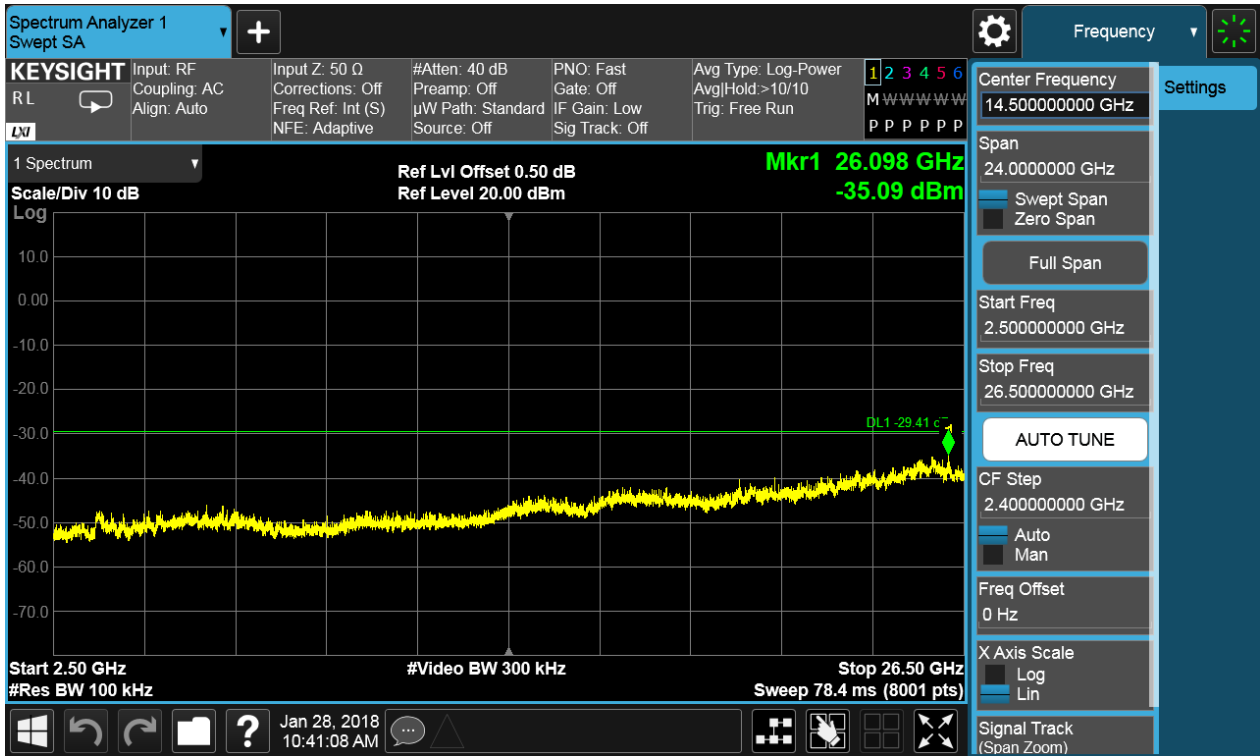 Spectrum Analyzer 1
Swept SA
+
Frequency
KEYSIGHT
RL
LXI
Input: RF
Coupling: AC
Align: Auto
Input Z: 50 Ω
Corrections: Off
Freq Ref: Int (S)
NFE: Adaptive
#Atten: 40 dB
Preamp: Off
µW Path: Standard
Source: Off
PNO: Fast
Gate: Off
IF Gain: Low
Sig Track: Off
Avg Type: Log-Power
Avg|Hold:>10/10
Trig: Free Run
1 2 3 4 5 6
M W W W W W
P P P P P P
1 Spectrum
Scale/Div 10 dB
Log
Ref Lvl Offset 0.50 dB
Ref Level 20.00 dBm
Mkr1 26.098 GHz
-35.09 dBm
10.0
0.00
-10.0
-20.0
-30.0
-40.0
-50.0
-60.0
-70.0
DL1 -29.41
1
Start 2.50 GHz
#Res BW 100 kHz
#Video BW 300 kHz
Stop 26.50 GHz
Sweep 78.4 ms (8001 pts)
Center Frequency
14.500000000 GHz
Span
24.0000000 GHz
Swept Span
Zero Span
Full Span
Start Freq
2.500000000 GHz
Stop Freq
26.500000000 GHz
AUTO TUNE
CF Step
2.400000000 GHz
Auto
Man
Freq Offset
0 Hz
X Axis Scale
Log
Lin
Signal Track
(Span Zoom)
Settings
?
Jan 28, 2018
10:41:08 AM